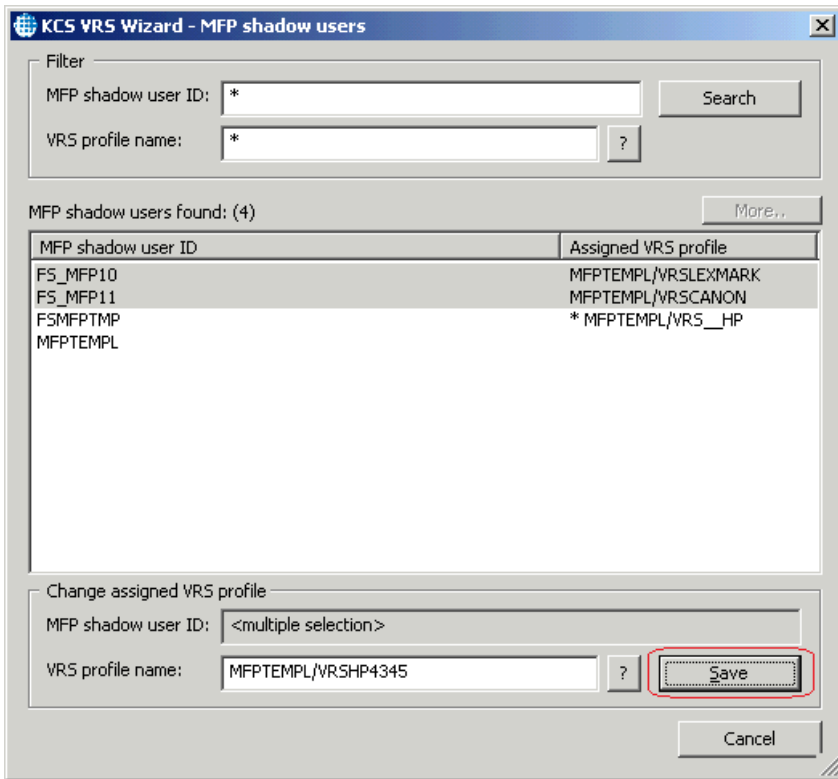 KCS VRS Wizard - MFP shadow users
Filter
MFP shadow user ID: * Search
VRS profile name: * ?
MFP shadow users found: (4) More..
MFP shadow user ID Assigned VRS profile
FS_MFP10 MFPTEMPL/VRSLEXMARK
FS_MFP11 MFPTEMPL/VRSCANON
FSMFPTMP * MFPTEMPL/VRS__HP
MFPTEMPL
Change assigned VRS profile
MFP shadow user ID: <multiple selection>
VRS profile name: MFPTEMPL/VRSHP4345 ? Save
Cancel